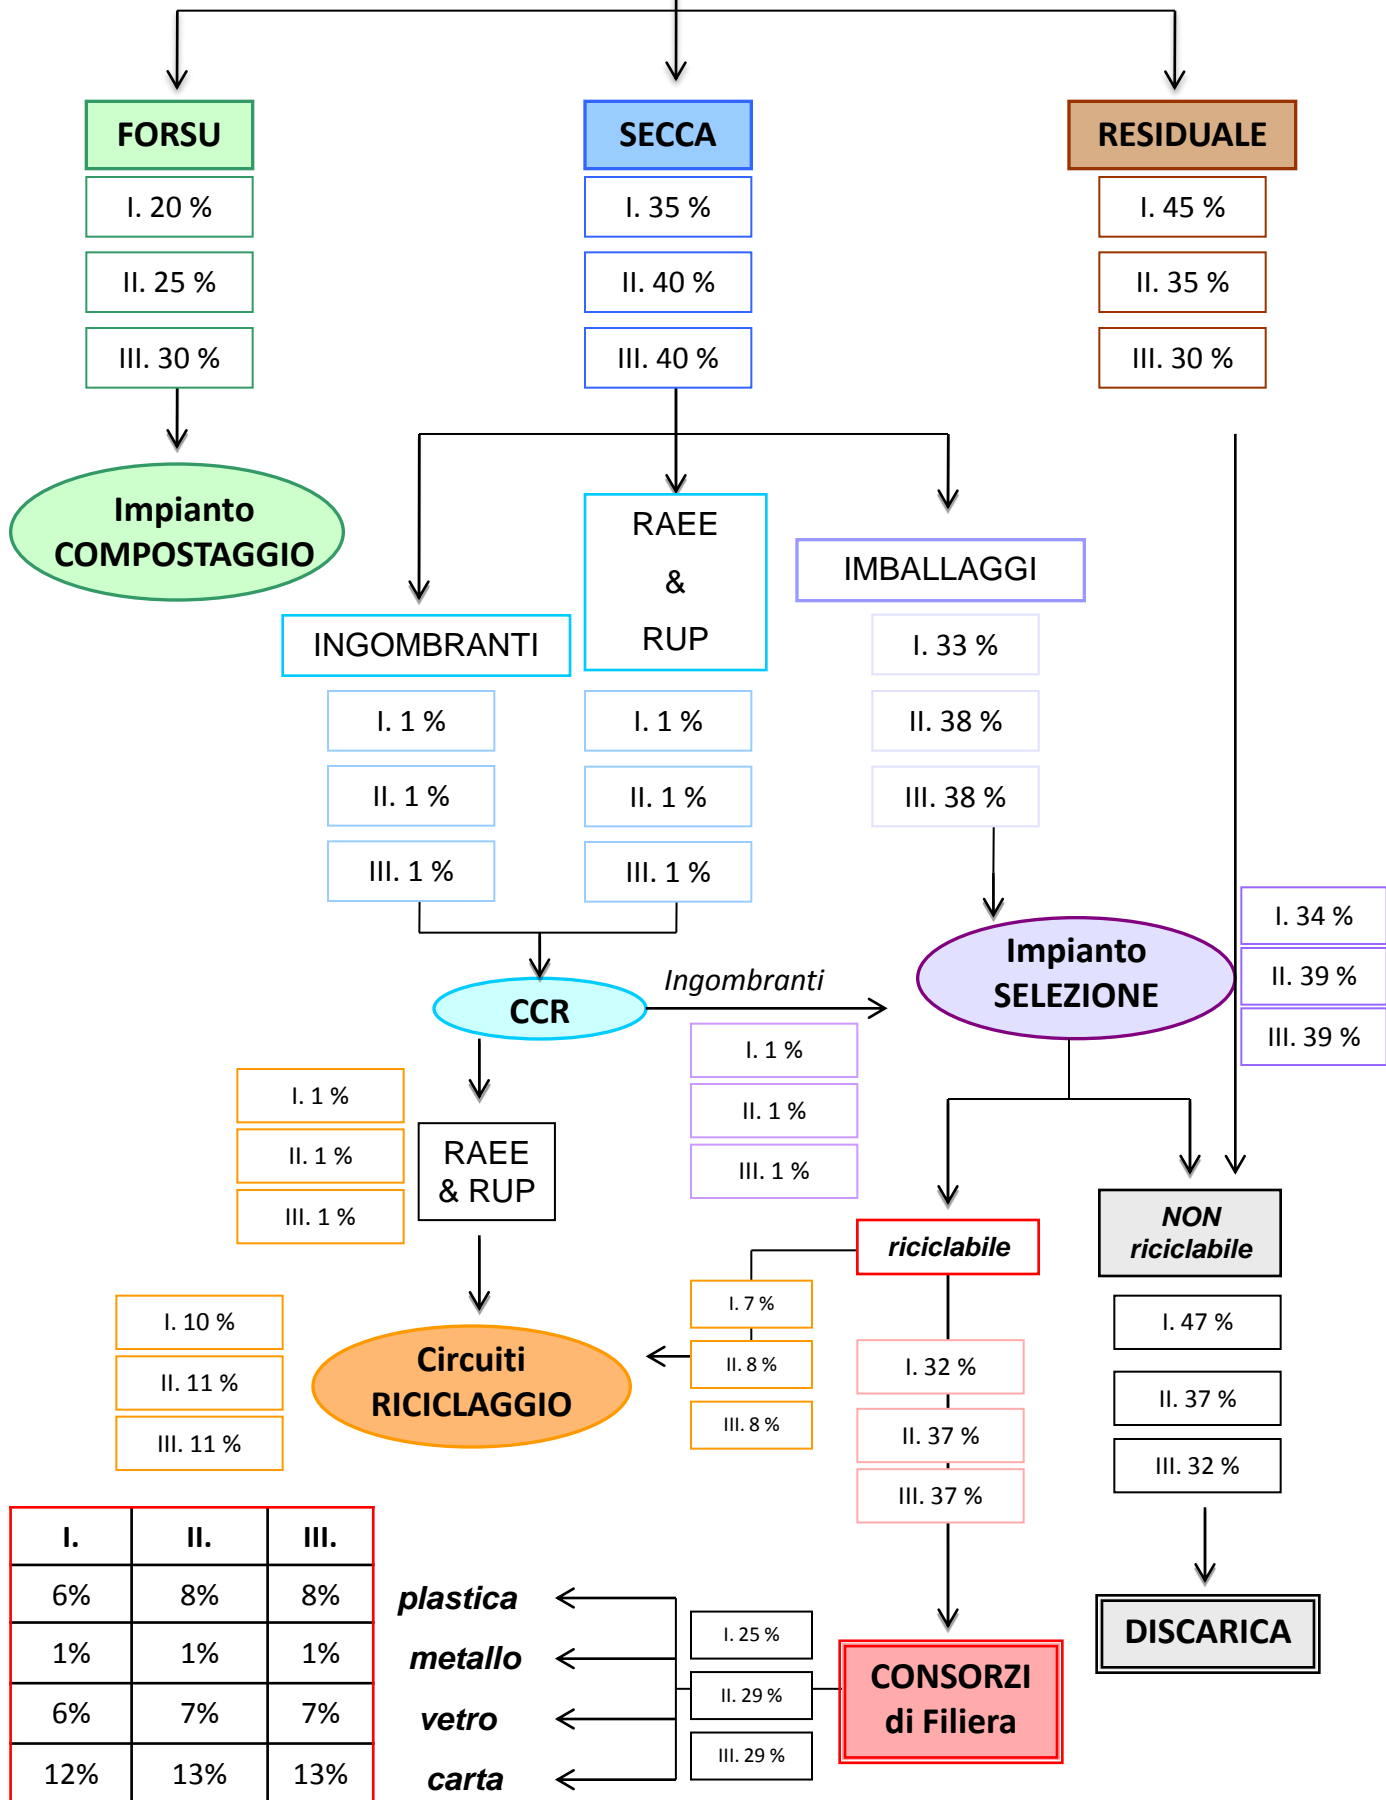 FORSU
SECCA
RESIDUALE
I. 20 %
I. 35 %
I. 45 %
II. 25 %
II. 40 %
II. 35 %
III. 30 %
III. 40 %
III. 30 %
Impianto
COMPOSTAGGIO
RAEE
&
RUP
IMBALLAGGI
INGOMBRANTI
I. 33 %
I. 1 %
I. 1 %
II. 38 %
II. 1 %
II. 1 %
III. 38 %
III. 1 %
III. 1 %
Impianto
SELEZIONE
I. 34 %
II. 39 %
III. 39 %
CCR
Ingombranti
I. 1 %
II. 1 %
III. 1 %
I. 1 %
II. 1 %
III. 1 %
RAEE
& RUP
riciclabile
NON
riciclabile
I. 7 %
II. 8 %
III. 8 %
I. 10 %
II. 11 %
III. 11 %
Circuiti
RICICLAGGIO
I. 32 %
II. 37 %
III. 37 %
I. 47 %
II. 37 %
III. 32 %
I. II. III.
6% 8% 8% plastica
1% 1% 1% metallo
6% 7% 7% vetro
12% 13% 13% carta
I. 25 %
II. 29 %
III. 29 %
CONSORZI
di Filiera
DISCARICA